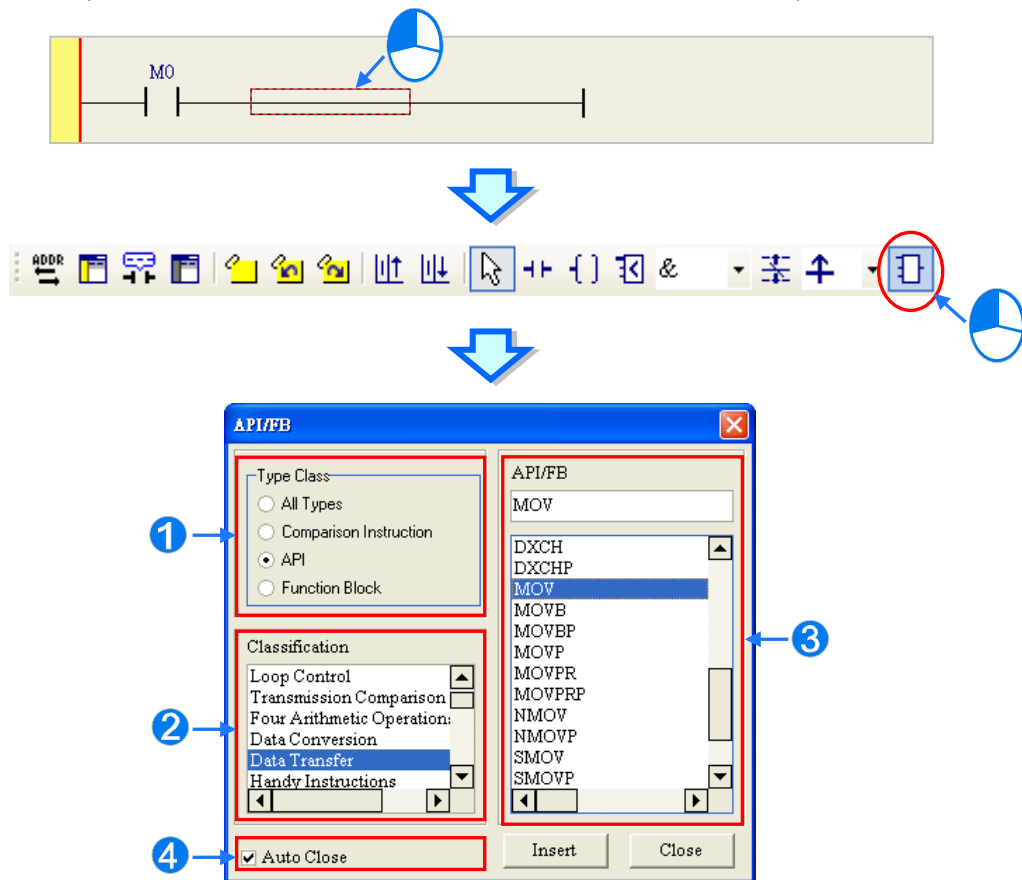 M0
ADDR
&
API/FB
Type Class
All Types
Comparison Instruction
API
Function Block
1
Classification
Loop Control
Transmission Comparison
Four Arithmetic Operation
Data Conversion
Data Transfer
Handy Instructions
2
Auto Close
4
API/FB
MOV
DXCH
DXCHP
MOV
MOVB
MOVBP
MOVP
MOVPR
MOVPRP
NMOV
NMOVP
SMOV
SMOVP
3
Insert
Close